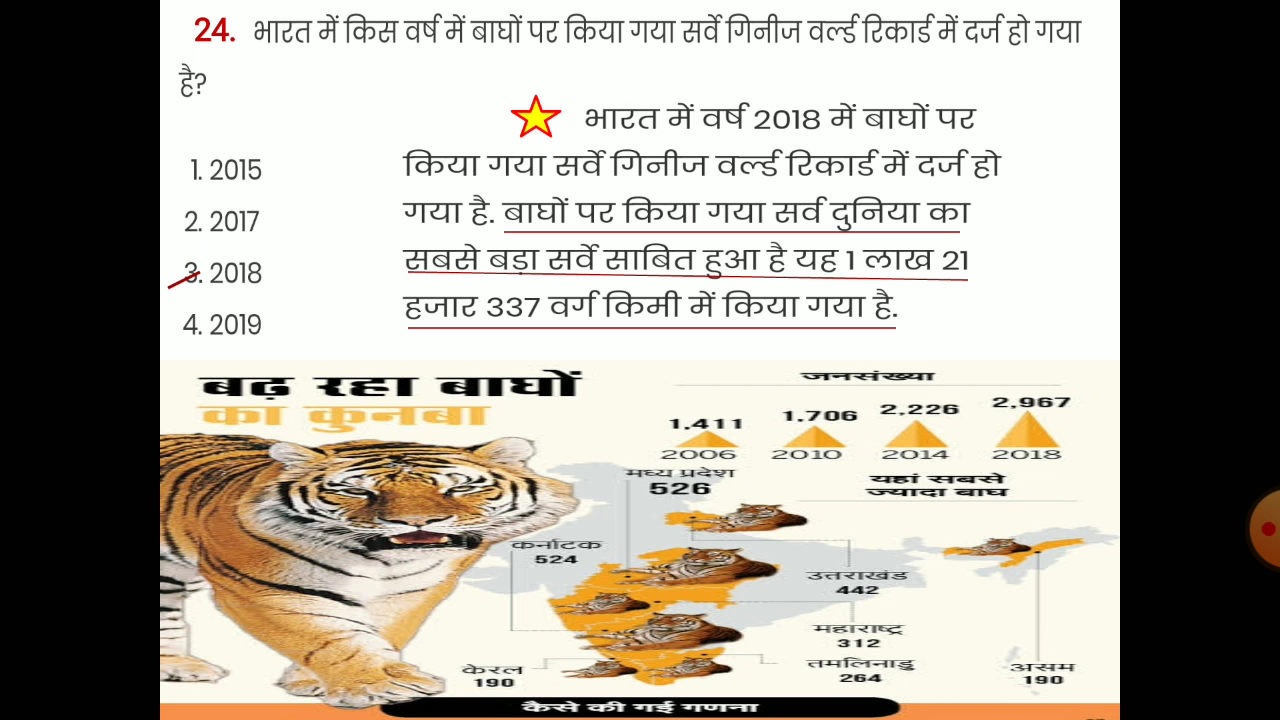 24. भारत में किस वर्ष में बाघों पर किया गया सर्वे गिनीज वर्ल्ड रिकार्ड में दर्ज हो गया
है?
भारत में वर्ष 2018 में बाघों पर
किया गया सर्वे गिनीज वर्ल्ड रिकार्ड में दर्ज हो
गया है. बाघों पर किया गया सर्व दुनिया का
सबसे बड़ा सर्वे साबित हुआ है यह 1 लाख 21
हजार 337 वर्ग किमी में किया गया है.
1. 2015
2. 2017
3. 2018
4. 2019
बढ़ रहा बाघों
का कुनबा
जनसंख्या
1,411 1,706 2,226 2,967
2006 2010 2014 2018
यहां सबसे
ज्यादा बाघ
मध्य प्रदेश
526
कर्नाटक
524
उत्तराखंड
442
महाराष्ट्र
312
तमलिनाडु
264
केरल
190
असम
190
कैसे की गई गणना